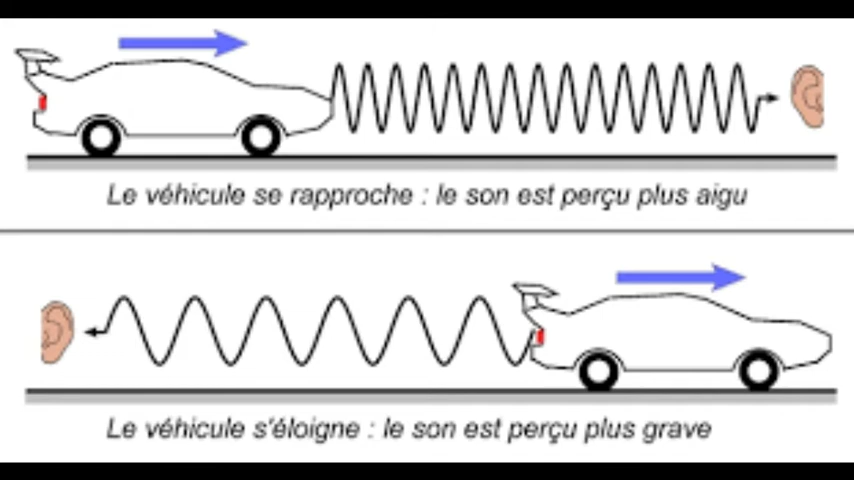 Le véhicule se rapproche : le son est perçu plus aigu
Le véhicule s'éloigne : le son est perçu plus grave